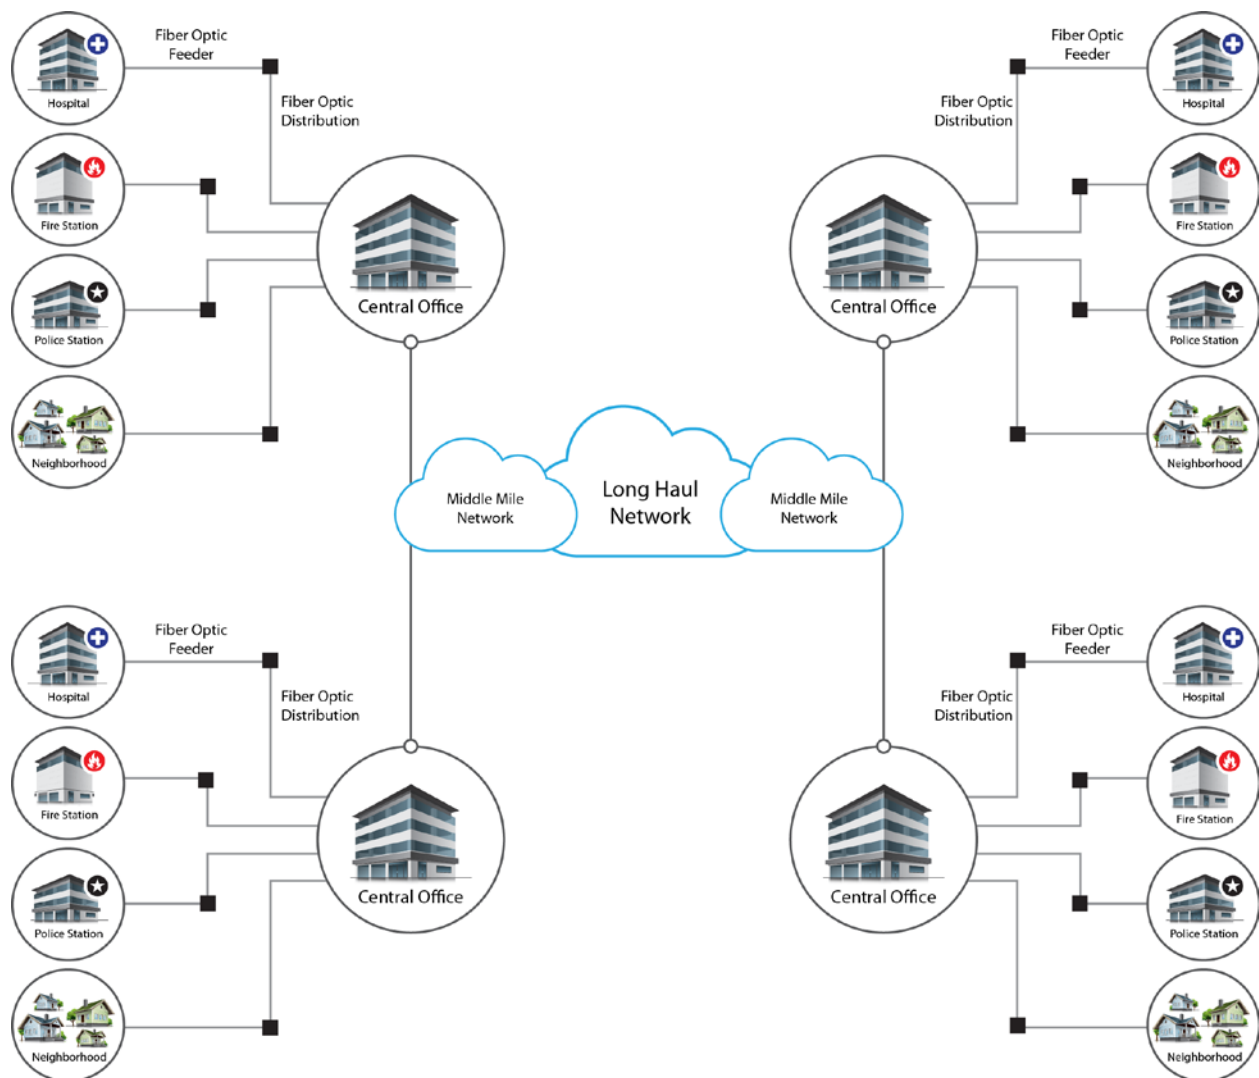 Fiber Optic
Feeder
Hospital
Fiber Optic
Distribution
Fire Station
Police Station
Neighborhood
Central Office
Fiber Optic
Feeder
Hospital
Fiber Optic
Distribution
Fire Station
Police Station
Neighborhood
Central Office
Middle Mile
Network
Long Haul
Network
Middle Mile
Network
Fiber Optic
Feeder
Hospital
Fiber Optic
Distribution
Fire Station
Police Station
Neighborhood
Central Office
Fiber Optic
Feeder
Hospital
Fiber Optic
Distribution
Fire Station
Police Station
Neighborhood
Central Office